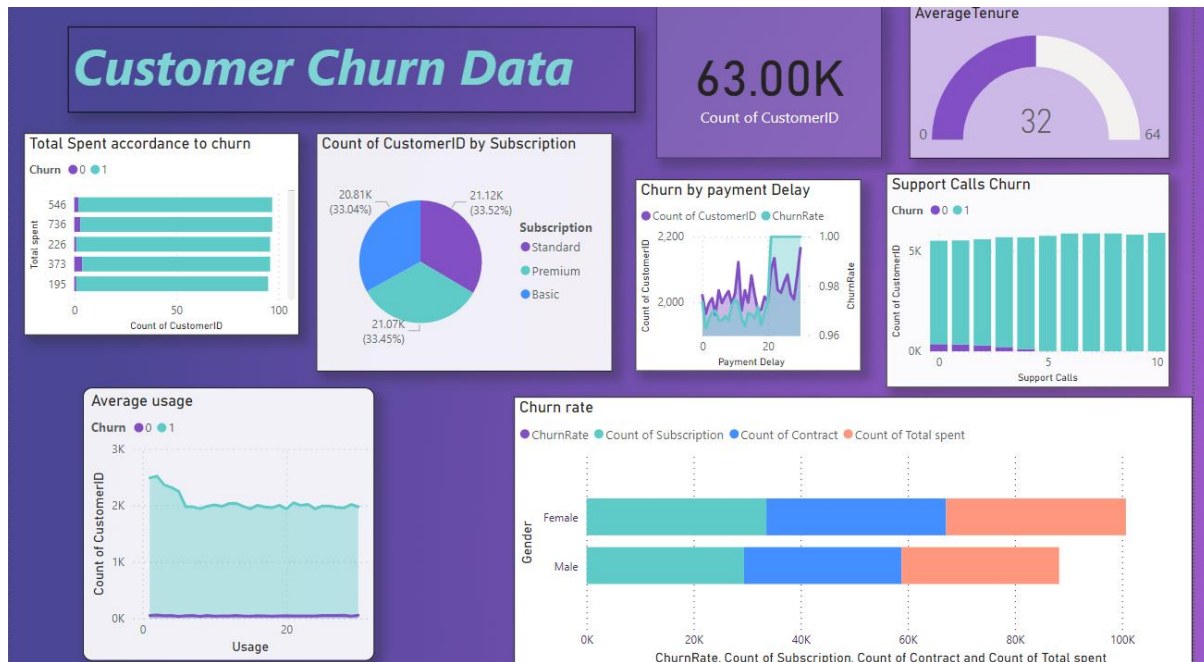 Customer Churn Data
63.00K
Count of CustomerID
AverageTenure
32
0
64
Total Spent accordance to churn
Churn 0 1
Total spent
546
736
226
373
195
0 50 100
Count of CustomerID
Count of CustomerID by Subscription
20.81K
(33.04%)
21.12K
(33.52%)
21.07K
(33.45%)
Subscription
Standard
Premium
Basic
Churn by payment Delay
Count of CustomerID ChurnRate
Count of CustomerID
2,200
2,000
1.00
0.98
0.96
ChurnRate
0 20
Payment Delay
Support Calls Churn
Churn 0 1
Count of CustomerID
5K
0K
0 5 10
Support Calls
Average usage
Churn 0 1
Count of CustomerID
3K
2K
1K
0K
0 20
Usage
Churn rate
ChurnRate Count of Subscription Count of Contract Count of Total spent
Gender
Female
Male
0K 20K 40K 60K 80K 100K
ChurnRate, Count of Subscription, Count of Contract and Count of Total spent